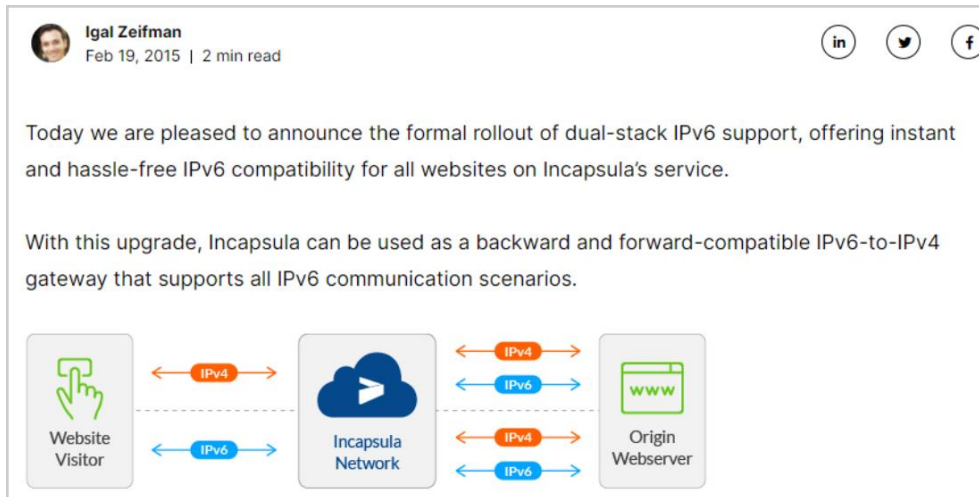 Igal Zeifman
Feb 19, 2015 | 2 min read
in
f
Today we are pleased to announce the formal rollout of dual-stack IPv6 support, offering instant
and hassle-free IPv6 compatibility for all websites on Incapsula's service.
With this upgrade, Incapsula can be used as a backward and forward-compatible IPv6-to-IPv4
gateway that supports all IPv6 communication scenarios.
IPv4
IPv4
IPv6
www
Website
Visitor
IPv6
Incapsula
Network
IPv4
IPv6
Origin
Webserver